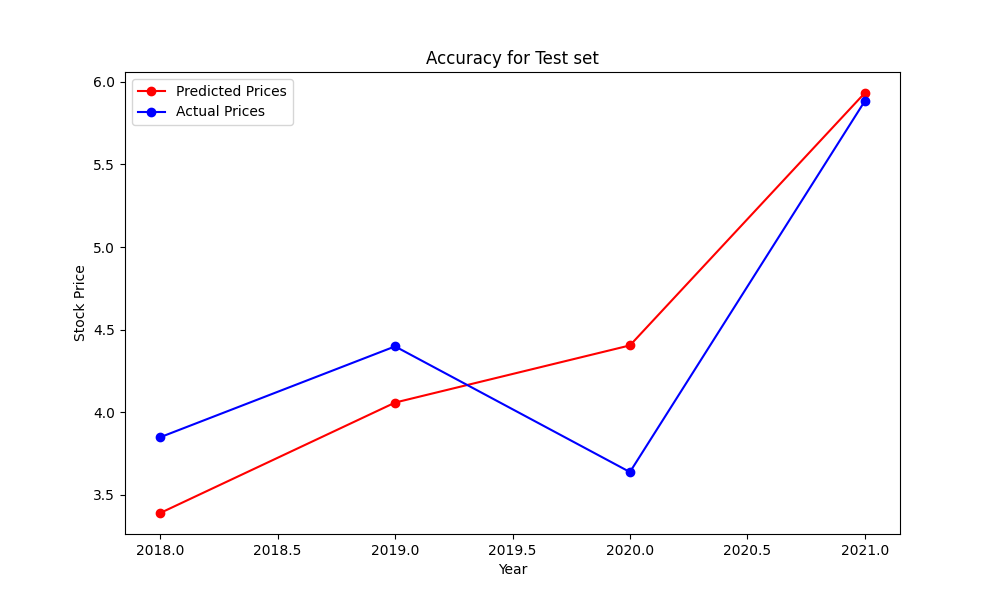 Accuracy for Test set
Predicted Prices
Actual Prices
6.0
5.5
5.0
4.5
4.0
3.5
Stock Price
2018.0 2018.5 2019.0 2019.5 2020.0 2020.5 2021.0
Year